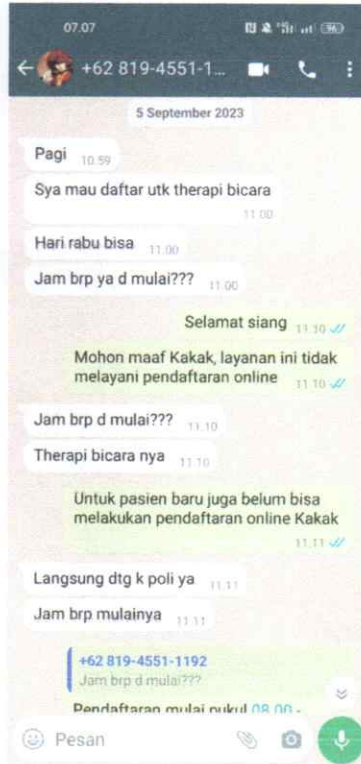 07.07
96
+62 819-4551-1...
5 September 2023
Pagi 10.59
Sya mau daftar utk therapi bicara
11.00
Hari rabu bisa 11.00
Jam brp ya d mulai??? 11.00
Selamat siang 11.10
Mohon maaf Kakak, layanan ini tidak
melayani pendaftaran online 11.10
Jam brp d mulai??? 11.10
Therapi bicara nya 11.10
Untuk pasien baru juga belum bisa
melakukan pendaftaran online Kakak
11.11
Langsung dtg k poli ya 11.11
Jam brp mulainya 11.11
+62 819-4551-1192
Jam brp d mulai???
Pendaftaran mulai pukul 08.00 -
Pesan